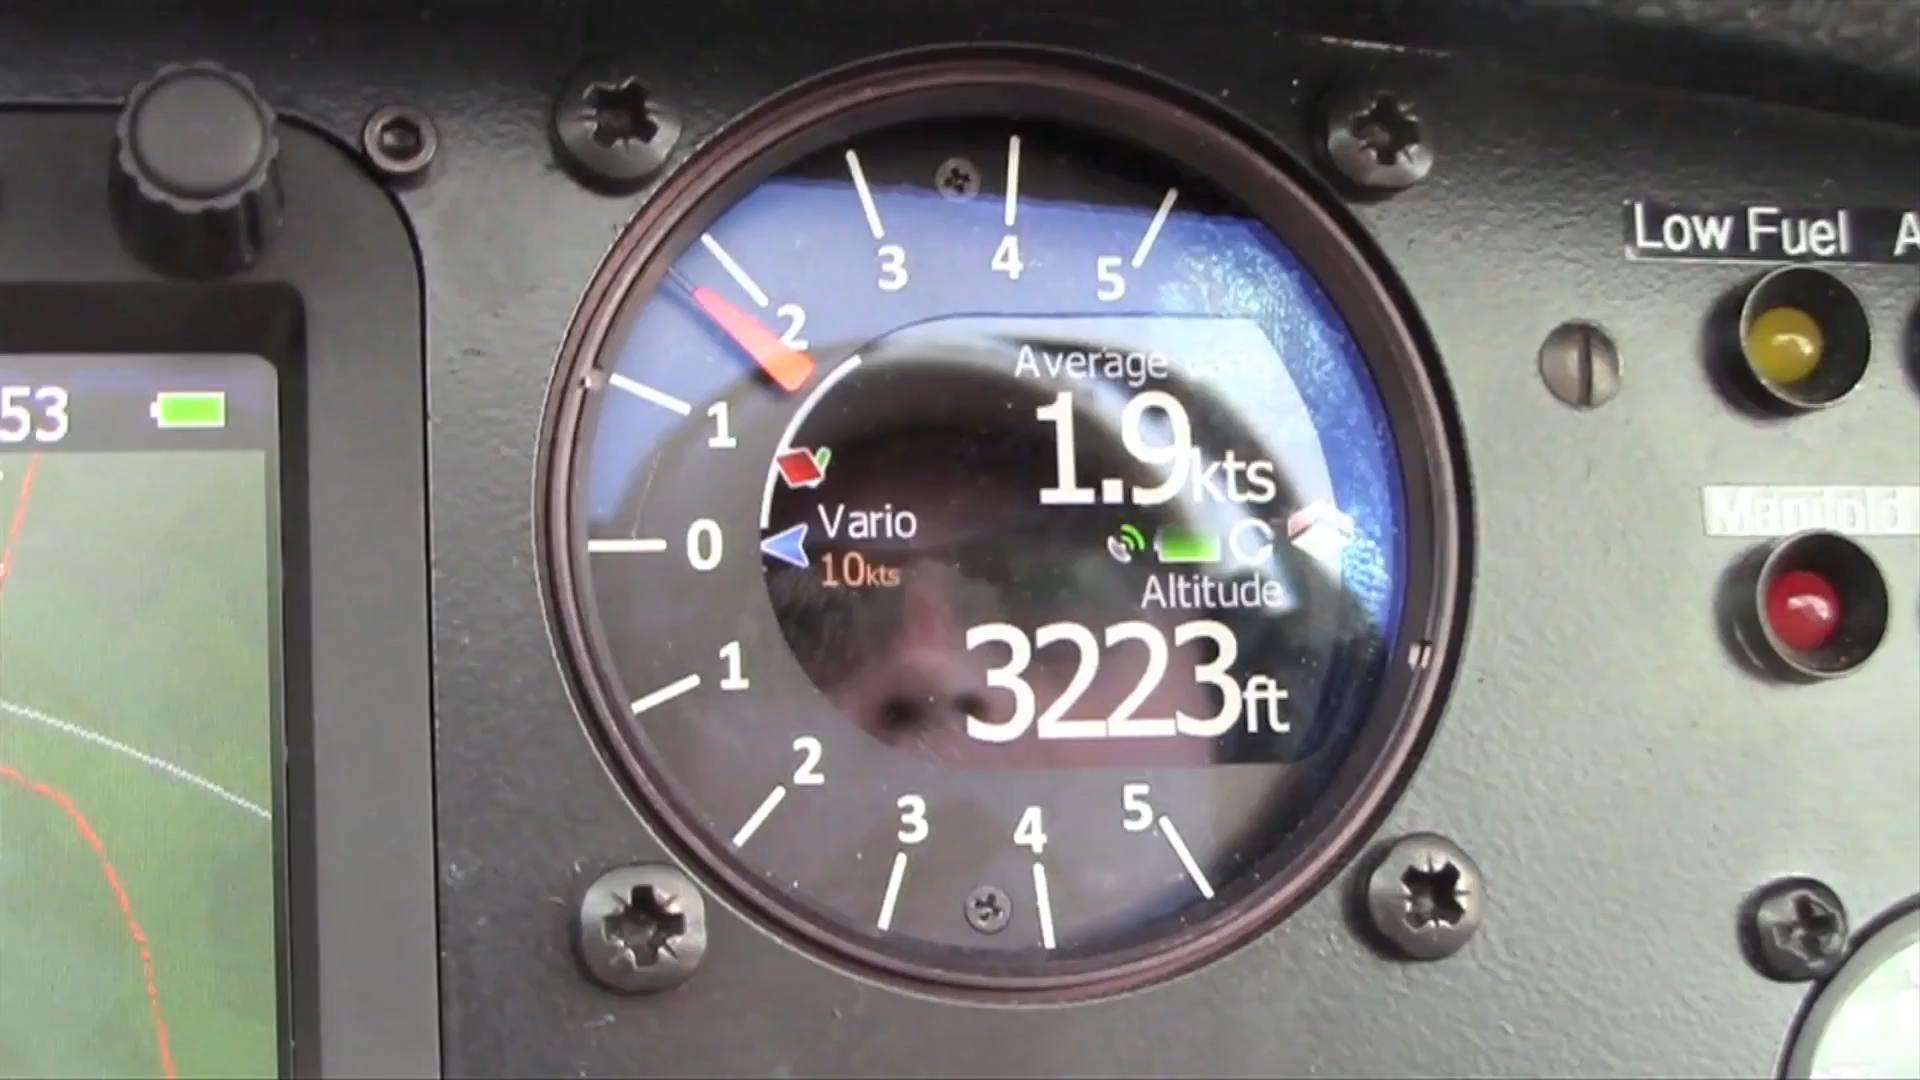 Low Fuel
A
3 4 5
2
Average
1.9kts
53
1
Vario
0
10kts
Manifold
Altitude
3223ft
1
2
3 4 5